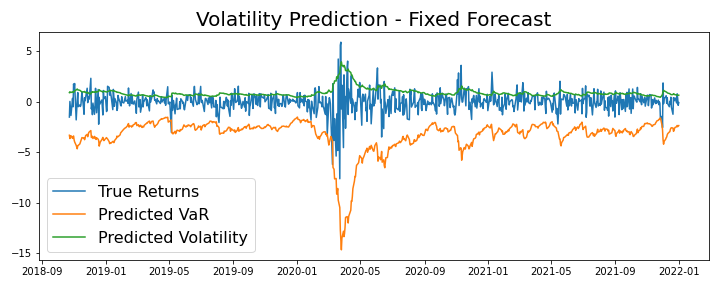 Volatility Prediction - Fixed Forecast
5
0
−5
−10
−15
True Returns
Predicted VaR
Predicted Volatility
2018-09 2019-01 2019-05 2019-09 2020-01 2020-05 2020-09 2021-01 2021-05 2021-09 2022-01